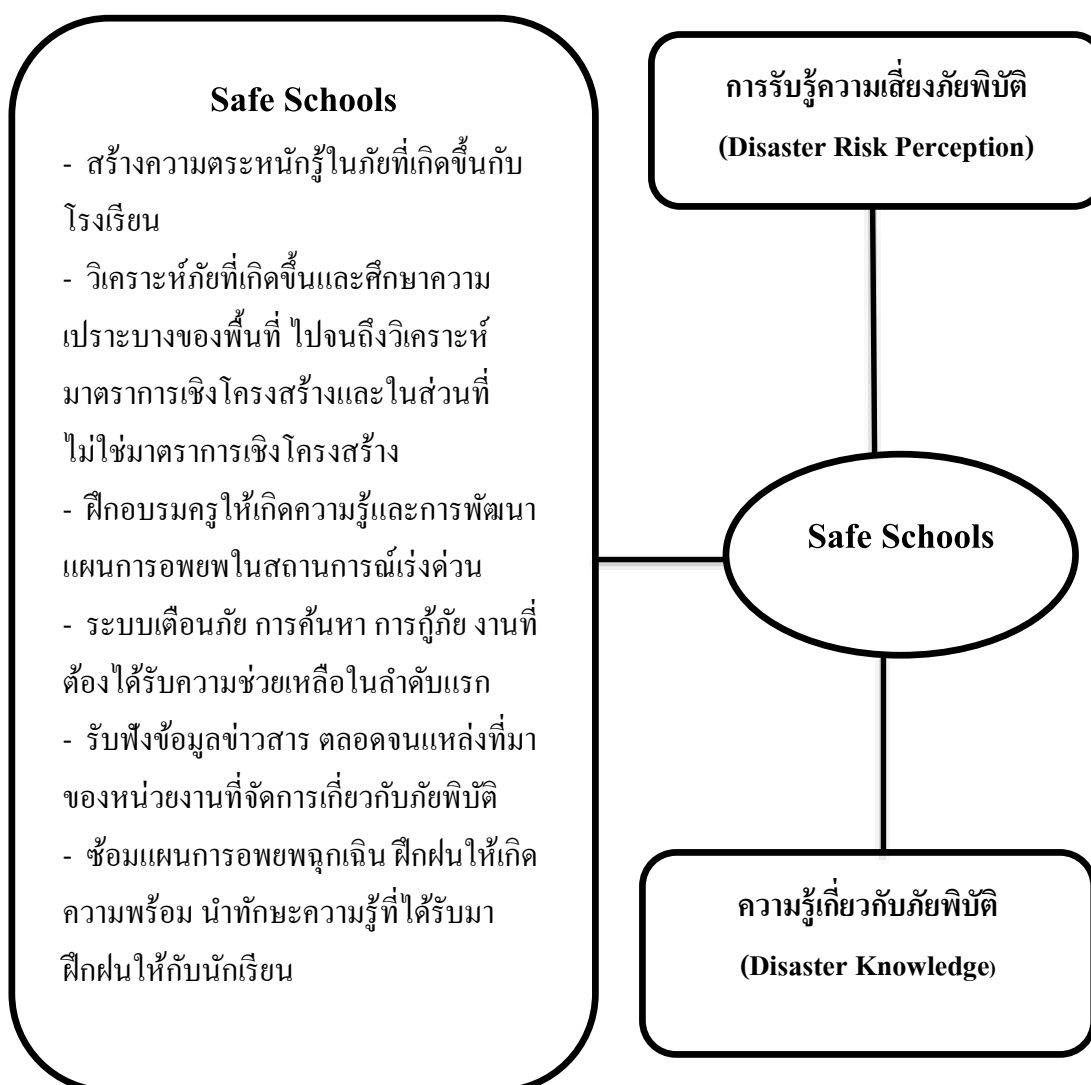 Safe Schools
- สร้างความตระหนักรู้ในภัยที่เกิดขึ้นกับ
โรงเรียน
- วิเคราะห์ภัยที่เกิดขึ้นและศึกษาความ
เปราะบางของพื้นที่ ไปจนถึงวิเคราะห์
มาตราการเชิงโครงสร้างและในส่วนที่
ไม่ใช่มาตราการเชิงโครงสร้าง
- ฝึกอบรมครูให้เกิดความรู้และการพัฒนา
แผนการอพยพในสถานการณ์เร่งด่วน
- ระบบเตือนภัย การค้นหา การกู้ภัย งานที่
ต้องได้รับความช่วยเหลือในลำดับแรก
- รับฟังข้อมูลข่าวสาร ตลอดจนแหล่งที่มา
ของหน่วยงานที่จัดการเกี่ยวกับภัยพิบัติ
- ซ้อมแผนการอพยพฉุกเฉิน ฝึกฝนให้เกิด
ความพร้อม นำทักษะความรู้ที่ได้รับมา
ฝึกฝนให้กับนักเรียน
การรับรู้ความเสี่ยงภัยพิบัติ
(Disaster Risk Perception)
Safe Schools
ความรู้เกี่ยวกับภัยพิบัติ
(Disaster Knowledge)